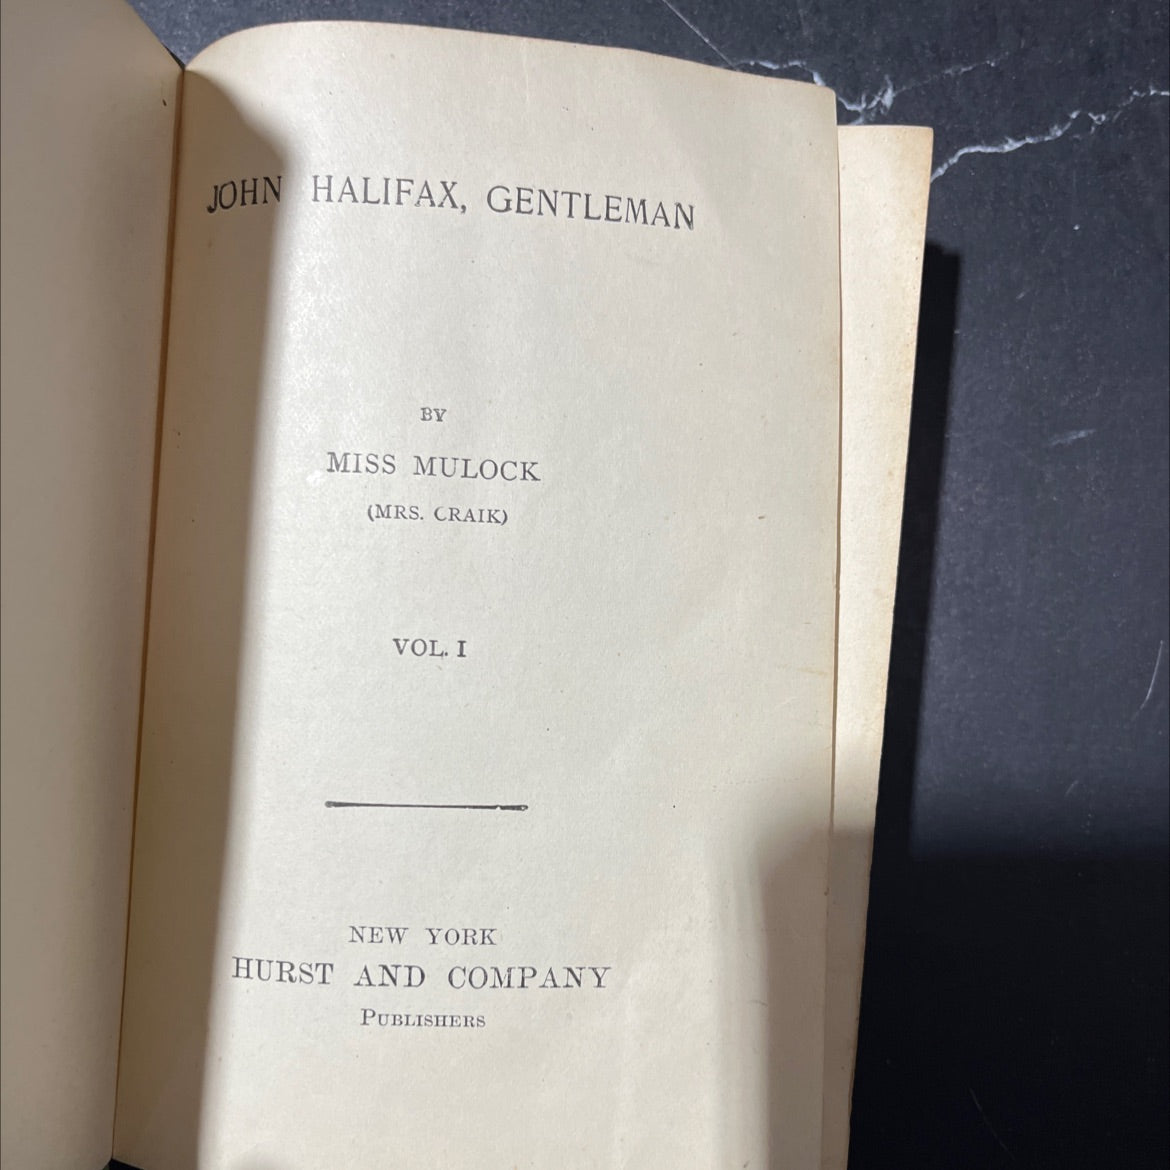 JOHN HALIFAX, GENTLEMAN
BY
MISS MULOCK
(MRS. CRAIK)
VOL. I
NEW YORK
HURST AND COMPANY
PUBLISHERS